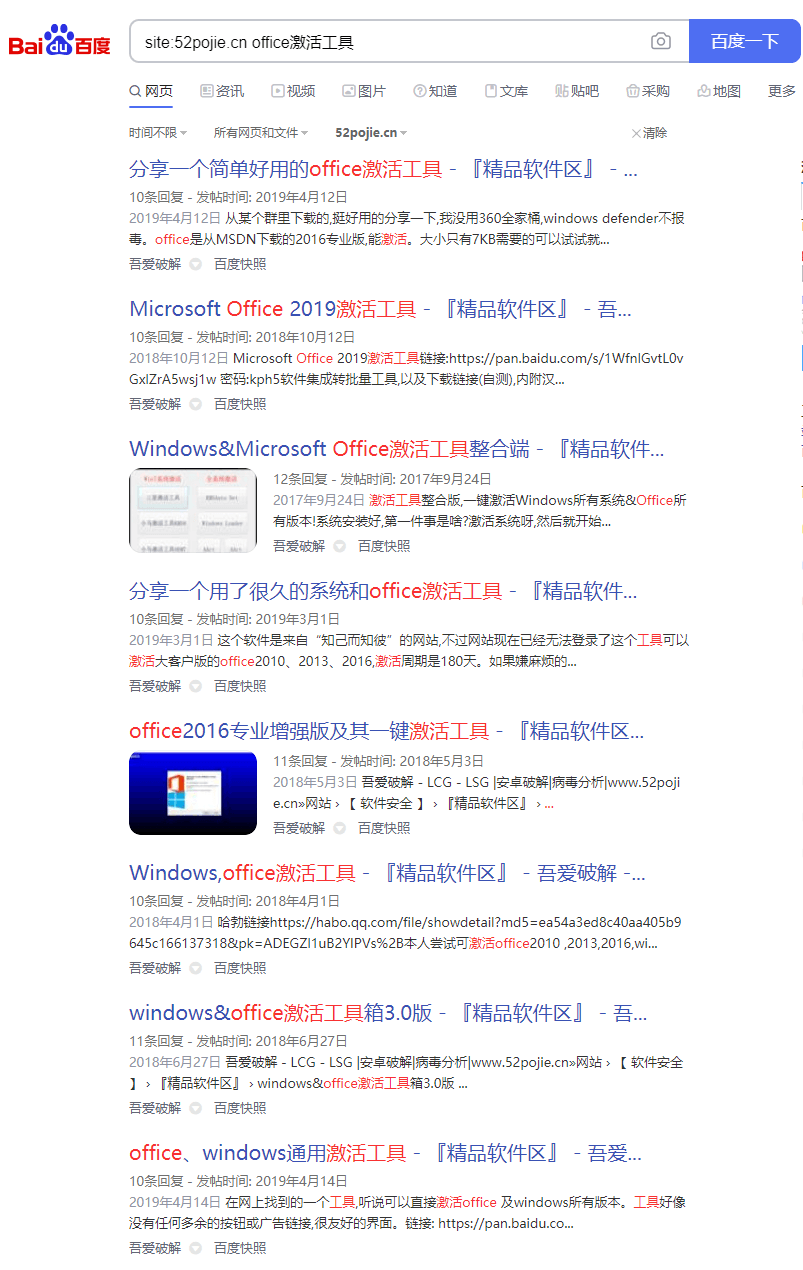 Bai du 百度
site:52pojie.cn office激活工具
百度一下
网页 资讯 视频 图片 知道 文库 贴吧 采购 地图 更多
时间不限 所有网页和文件 52pojie.cn 清除
分享一个简单好用的office激活工具 - 『精品软件区』 - ...
10条回复 - 发帖时间: 2019年4月12日
2019年4月12日 从某个群里下载的,挺好用的分享一下,我没用360全家桶,windows defender不报
毒。office是从MSDN下载的2016专业版,能激活。大小只有7KB需要的可以试试就...
吾爱破解 百度快照
Microsoft Office 2019激活工具 - 『精品软件区』 - 吾...
10条回复 - 发帖时间: 2018年10月12日
2018年10月12日 Microsoft Office 2019激活工具链接:https://pan.baidu.com/s/1WfnlGvtL0v
GxlZrA5wsj1w 密码:kph5软件集成转批量工具,以及下载链接(自测),内附汉...
吾爱破解 百度快照
Windows&Microsoft Office激活工具整合端 - 『精品软件...
12条回复 - 发帖时间: 2017年9月24日
2017年9月24日 激活工具整合版,一键激活Windows所有系统&Office所
有版本!系统安装好,第一件事是啥?激活系统呀,然后就开始...
吾爱破解 百度快照
分享一个用了很久的系统和office激活工具 - 『精品软件...
10条回复 - 发帖时间: 2019年3月1日
2019年3月1日 这个软件是来自“知己而知彼”的网站,不过网站现在已经无法登录了这个工具可以
激活大客户版的office2010、2013、2016,激活周期是180天。如果嫌麻烦的...
吾爱破解 百度快照
office2016专业增强版及其一键激活工具 - 『精品软件区...
11条回复 - 发帖时间: 2018年5月3日
2018年5月3日 吾爱破解 - LCG - LSG |安卓破解|病毒分析|www.52poji
e.cn»网站 › 【 软件安全 】 › 『精品软件区』 › ...
吾爱破解 百度快照
Windows,office激活工具 - 『精品软件区』 - 吾爱破解 -...
10条回复 - 发帖时间: 2018年4月1日
2018年4月1日 哈勃链接https://habo.qq.com/file/showdetail?md5=ea54a3ed8c40aa405b9
645c166137318&pk=ADEGZl1uB2YIPVs%2B本人尝试可激活office2010 ,2013,2016,wi...
吾爱破解 百度快照
windows&office激活工具箱3.0版 - 『精品软件区』 - 吾...
11条回复 - 发帖时间: 2018年6月27日
2018年6月27日 吾爱破解 - LCG - LSG |安卓破解|病毒分析|www.52pojie.cn»网站 › 【 软件安全
】 › 『精品软件区』 › windows&office激活工具箱3.0版 ...
吾爱破解 百度快照
office、windows通用激活工具 - 『精品软件区』 - 吾爱...
10条回复 - 发帖时间: 2019年4月14日
2019年4月14日 在网上找到的一个工具,听说可以直接激活office 及windows所有版本。工具好像
没有任何多余的按钮或广告链接,很友好的界面。链接: https://pan.baidu.co...
吾爱破解 百度快照